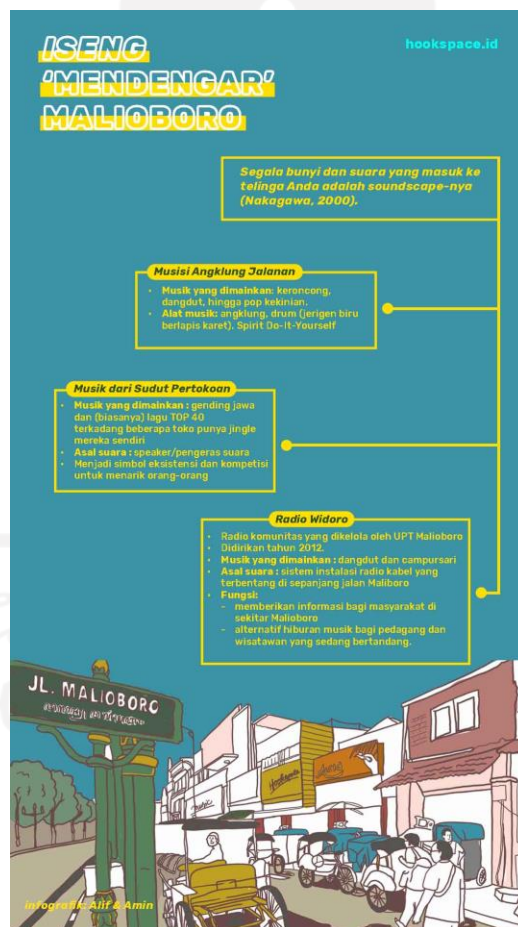 ISENG
'MENDENGAR'
MALIOBORO
hookspace.id
Segala bunyi dan suara yang masuk ke
telinga Anda adalah soundscape-nya
(Nakagawa, 2000).
Musisi Angklung Jalanan
• Musik yang dimainkan: keroncong,
dangdut, hingga pop kekinian.
• Alat musik: angklung, drum (jerigen biru
berlapis karet). Spirit Do-It-Yourself
Musik dari Sudut Pertokoan
• Musik yang dimainkan : gending jawa
dan (biasanya) lagu TOP 40
terkadang beberapa toko punya jingle
mereka sendiri
• Asal suara : speaker/pengeras suara
• Menjadi simbol eksistensi dan kompetisi
untuk menarik orang-orang
Radio Widoro
• Radio komunitas yang dikelola oleh UPT Malioboro
• Didirikan tahun 2012.
• Musik yang dimainkan : dangdut dan campursari
• Asal suara : sistem instalasi radio kabel yang
terbentang di sepanjang jalan Maliboro
• Fungsi:
- memberikan informasi bagi masyarakat di
sekitar Malioboro
- alternatif hiburan musik bagi pedagang dan
wisatawan yang sedang bertandang.
JL. MALIOBORO
Hookspace
infografik: Alif & Amin